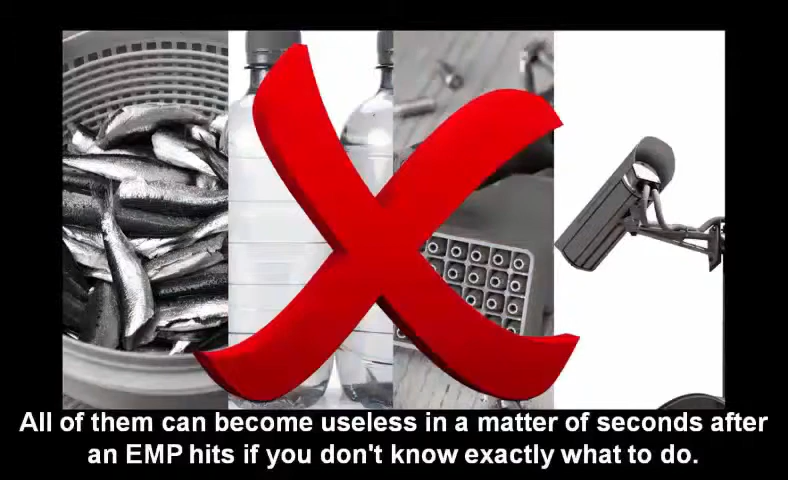 All of them can become useless in a matter of seconds after
an EMP hits if you don't know exactly what to do.